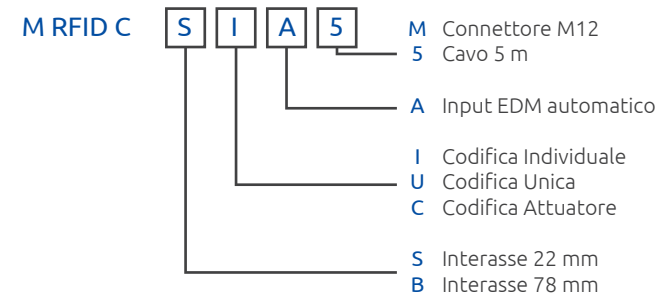 M RFID C S I A 5
M Connettore M12
5 Cavo 5 m
A Input EDM automatico
I Codifica Individuale
U Codifica Unica
C Codifica Attuatore
S Interasse 22 mm
B Interasse 78 mm